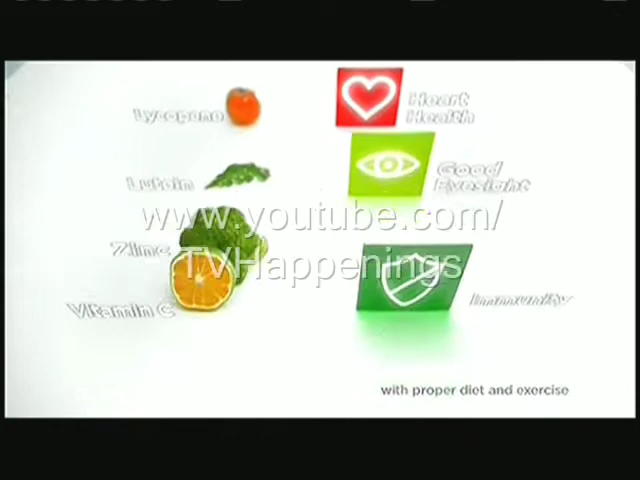 Lycopene
Heart
Health
Lutein
Good
Eyesight
www.youtube.com/
TVHappenings
Zinc
Vitamin C
Immunity
with proper diet and exercise